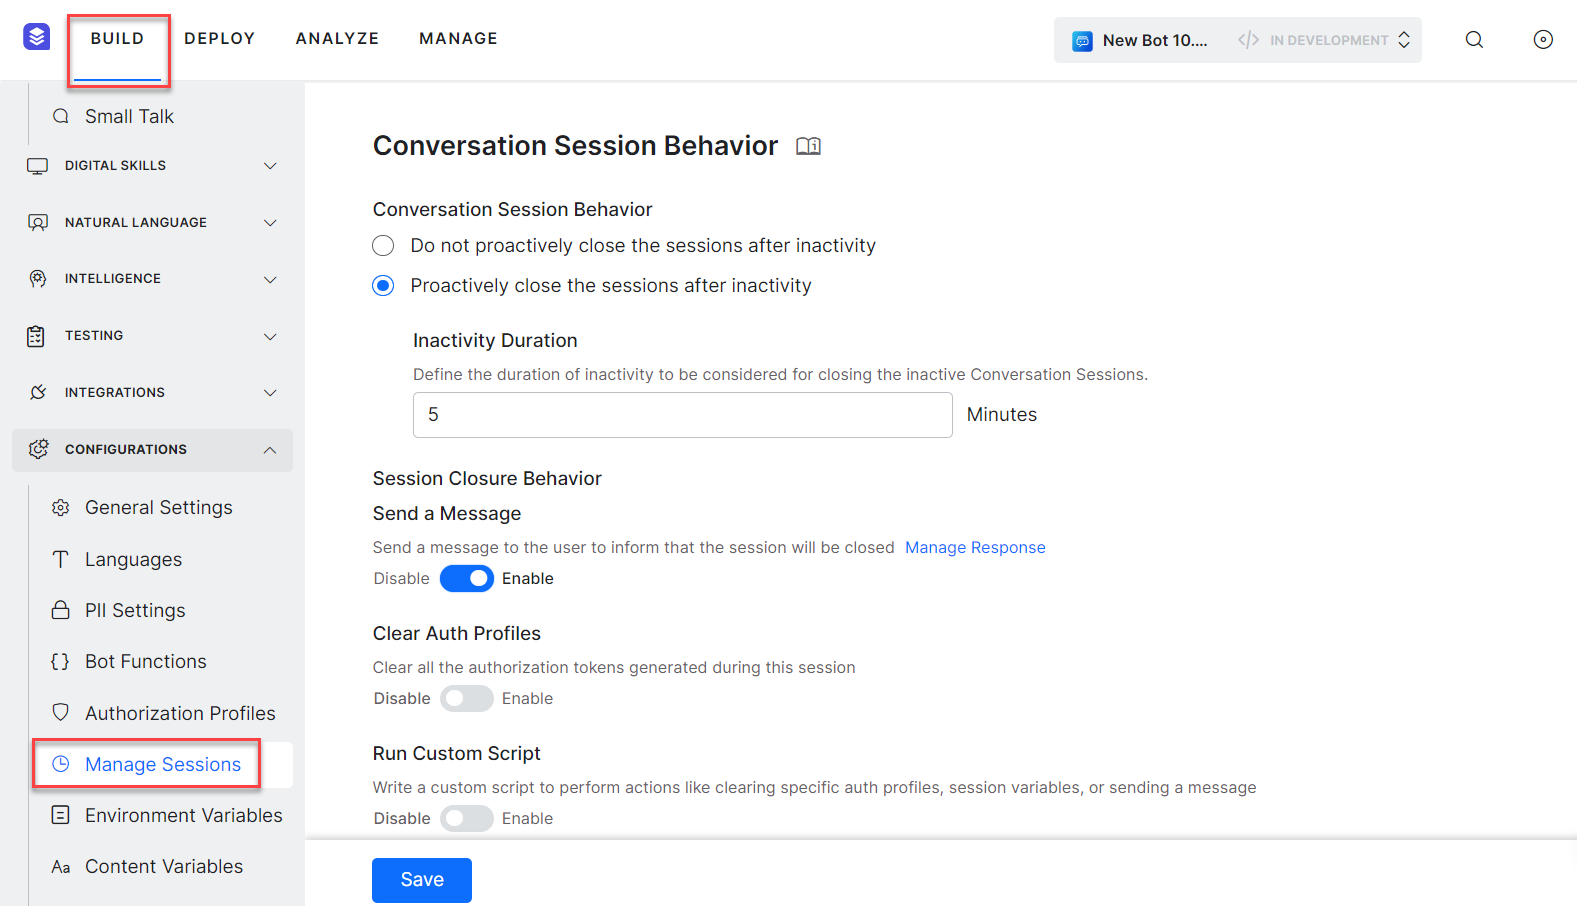 BUILD DEPLOY ANALYZE MANAGE New Bot 10.... </> IN DEVELOPMENT
Small Talk
DIGITAL SKILLS
NATURAL LANGUAGE
INTELLIGENCE
TESTING
INTEGRATIONS
CONFIGURATIONS
General Settings
Languages
PII Settings
{} Bot Functions
Authorization Profiles
Manage Sessions
Environment Variables
Aa Content Variables
Conversation Session Behavior
Conversation Session Behavior
Do not proactively close the sessions after inactivity
Proactively close the sessions after inactivity
Inactivity Duration
Define the duration of inactivity to be considered for closing the inactive Conversation Sessions.
5 Minutes
Session Closure Behavior
Send a Message
Send a message to the user to inform that the session will be closed Manage Response
Disable Enable
Clear Auth Profiles
Clear all the authorization tokens generated during this session
Disable Enable
Run Custom Script
Write a custom script to perform actions like clearing specific auth profiles, session variables, or sending a message
Disable Enable
Save